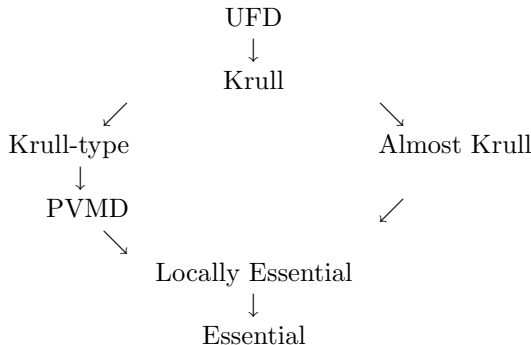 UFD
Krull
Krull-type Almost Krull
PVMD
Locally Essential
Essential